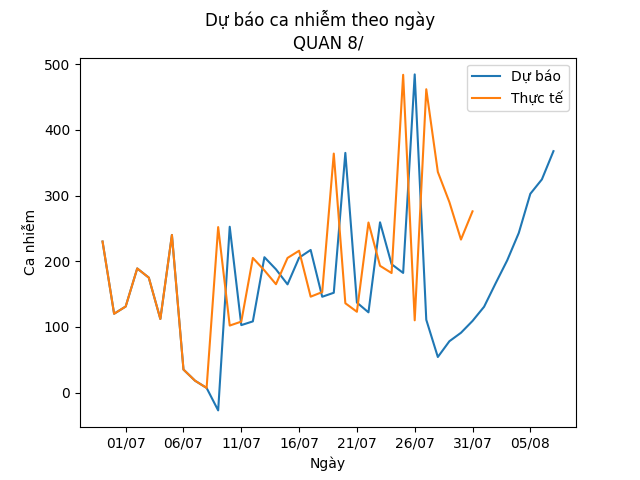 Dự báo ca nhiễm theo ngày
QUAN 8/
Dự báo
Thực tế
Ca nhiễm
500
400
300
200
100
0
01/07 06/07 11/07 16/07 21/07 26/07 31/07 05/08
Ngày